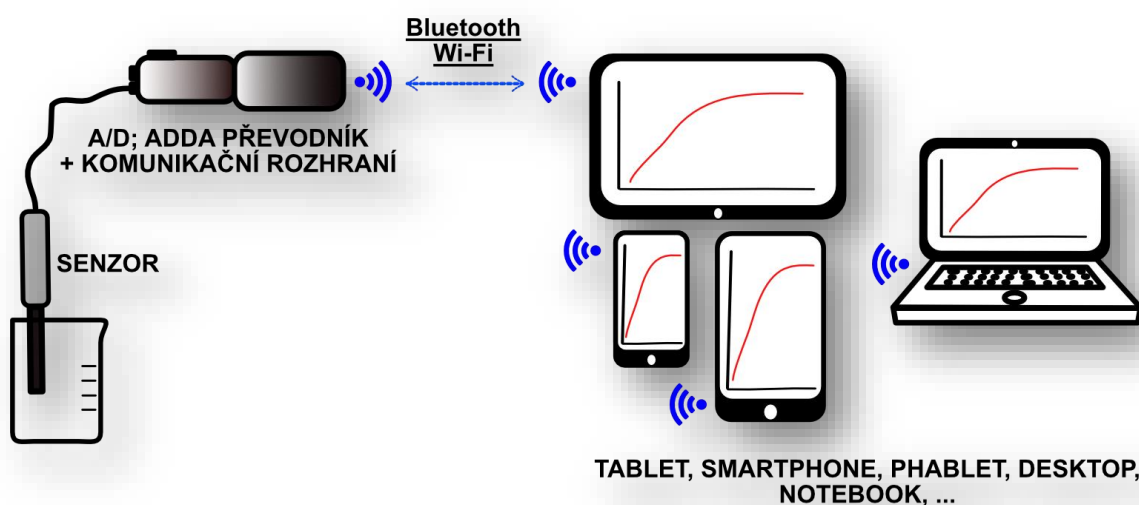 Bluetooth
Wi-Fi
A/D; ADDA PŘEVODNÍK
+ KOMUNIKAČNÍ ROZHRANÍ
SENZOR
TABLET, SMARTPHONE, PHABLET, DESKTOP,
NOTEBOOK, ...